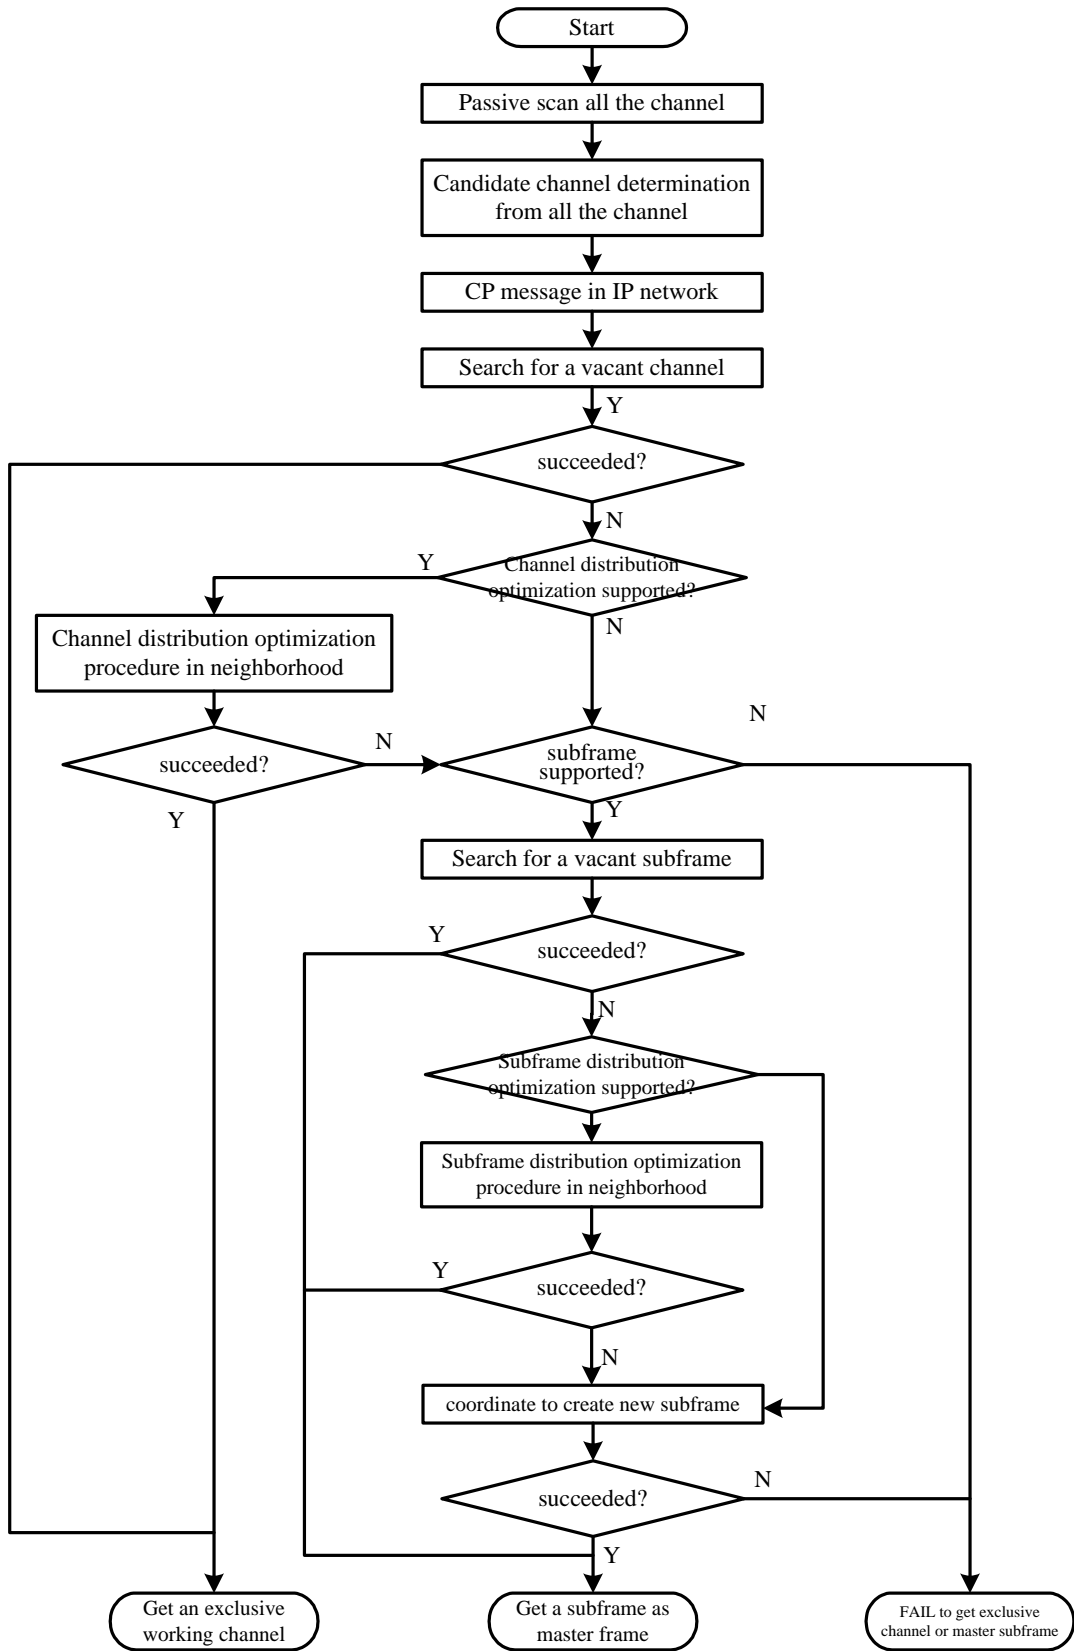 Start
Passive scan all the channel
Candidate channel determination
from all the channel
CP message in IP network
Search for a vacant channel
Y
succeeded?
N
Y
Channel distribution
optimization supported?
N
Channel distribution optimization
procedure in neighborhood
N
succeeded?
N
subframe
supported?
Y
Y
Search for a vacant subframe
Y
succeeded?
N
Subframe distribution
optimization supported?
Subframe distribution optimization
procedure in neighborhood
Y
succeeded?
N
coordinate to create new subframe
succeeded?
N
Y
Get an exclusive
working channel
Get a subframe as
master frame
FAIL to get exclusive
channel or master subframe